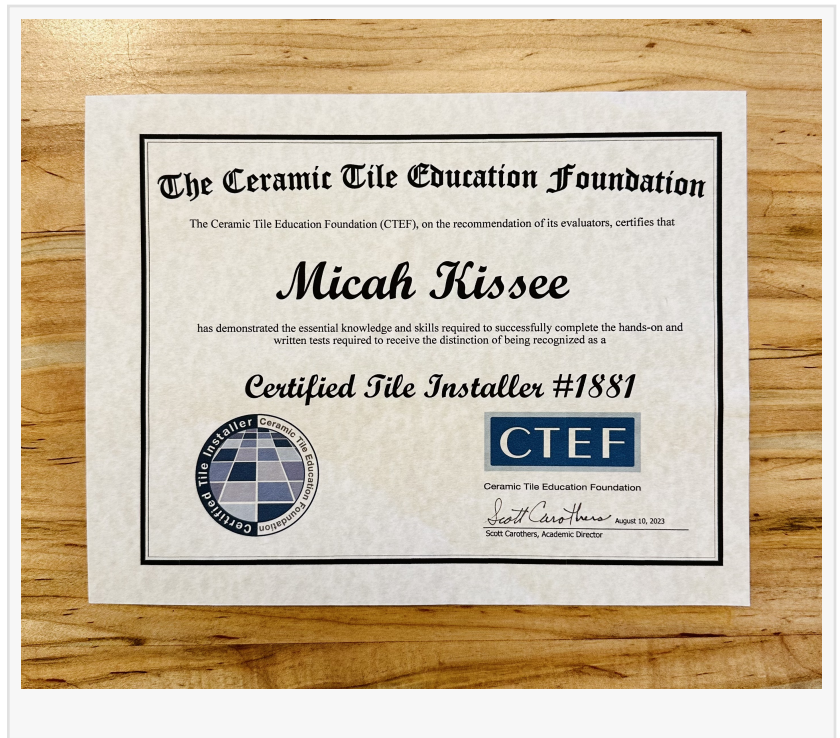 The Ceramic Tile Education Foundation
The Ceramic Tile Education Foundation (CTEF), on the recommendation of its evaluators, certifies that
Micah Kissee
has demonstrated the essential knowledge and skills required to successfully complete the hands-on and
written tests required to receive the distinction of being recognized as a
Certified Tile Installer #1881
Certified Tile Installer
Ceramic Tile Education Foundation
CTEF
Ceramic Tile Education Foundation
Scott Carothers August 10, 2023
Scott Carothers, Academic Director